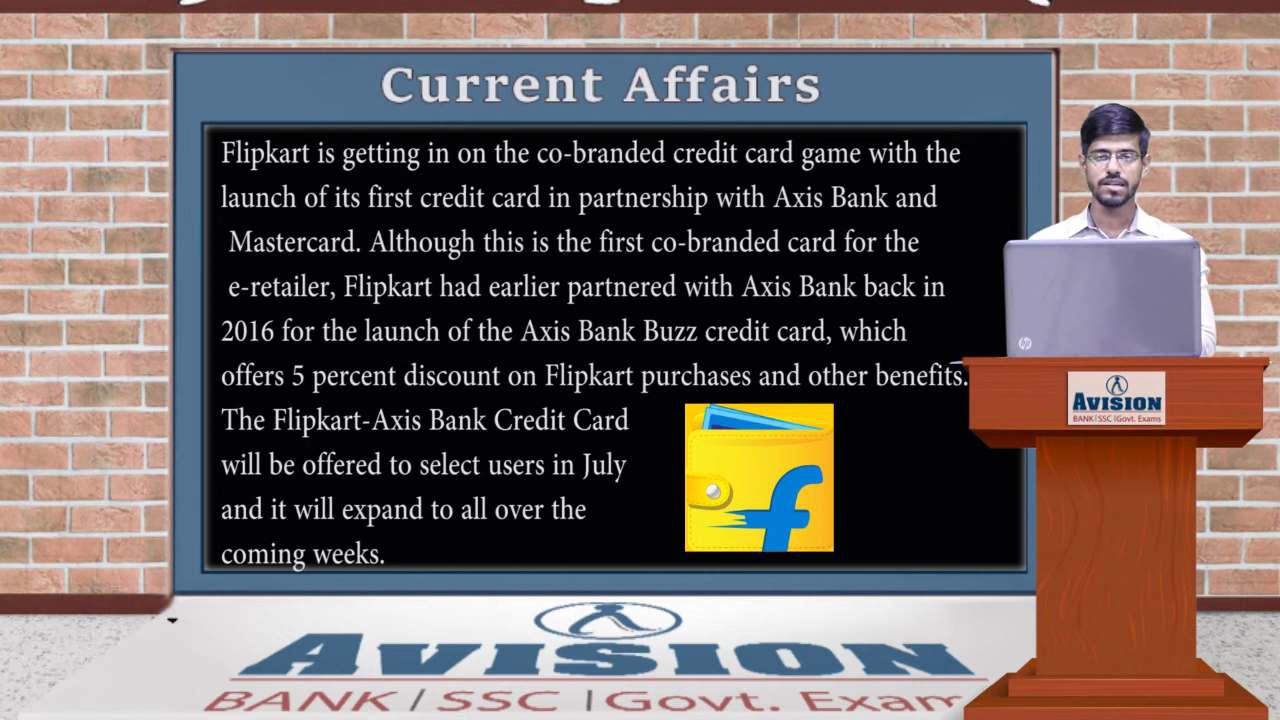 Current Affairs
Flipkart is getting in on the co-branded credit card game with the
launch of its first credit card in partnership with Axis Bank and
Mastercard. Although this is the first co-branded card for the
e-retailer, Flipkart had earlier partnered with Axis Bank back in
2016 for the launch of the Axis Bank Buzz credit card, which
offers 5 percent discount on Flipkart purchases and other benefits.
The Flipkart-Axis Bank Credit Card
will be offered to select users in July
and it will expand to all over the
coming weeks.
f
hp
AVISION
BANK|SSC|Govt. Exams
AVISION
BANK / SSC | Govt. Exam